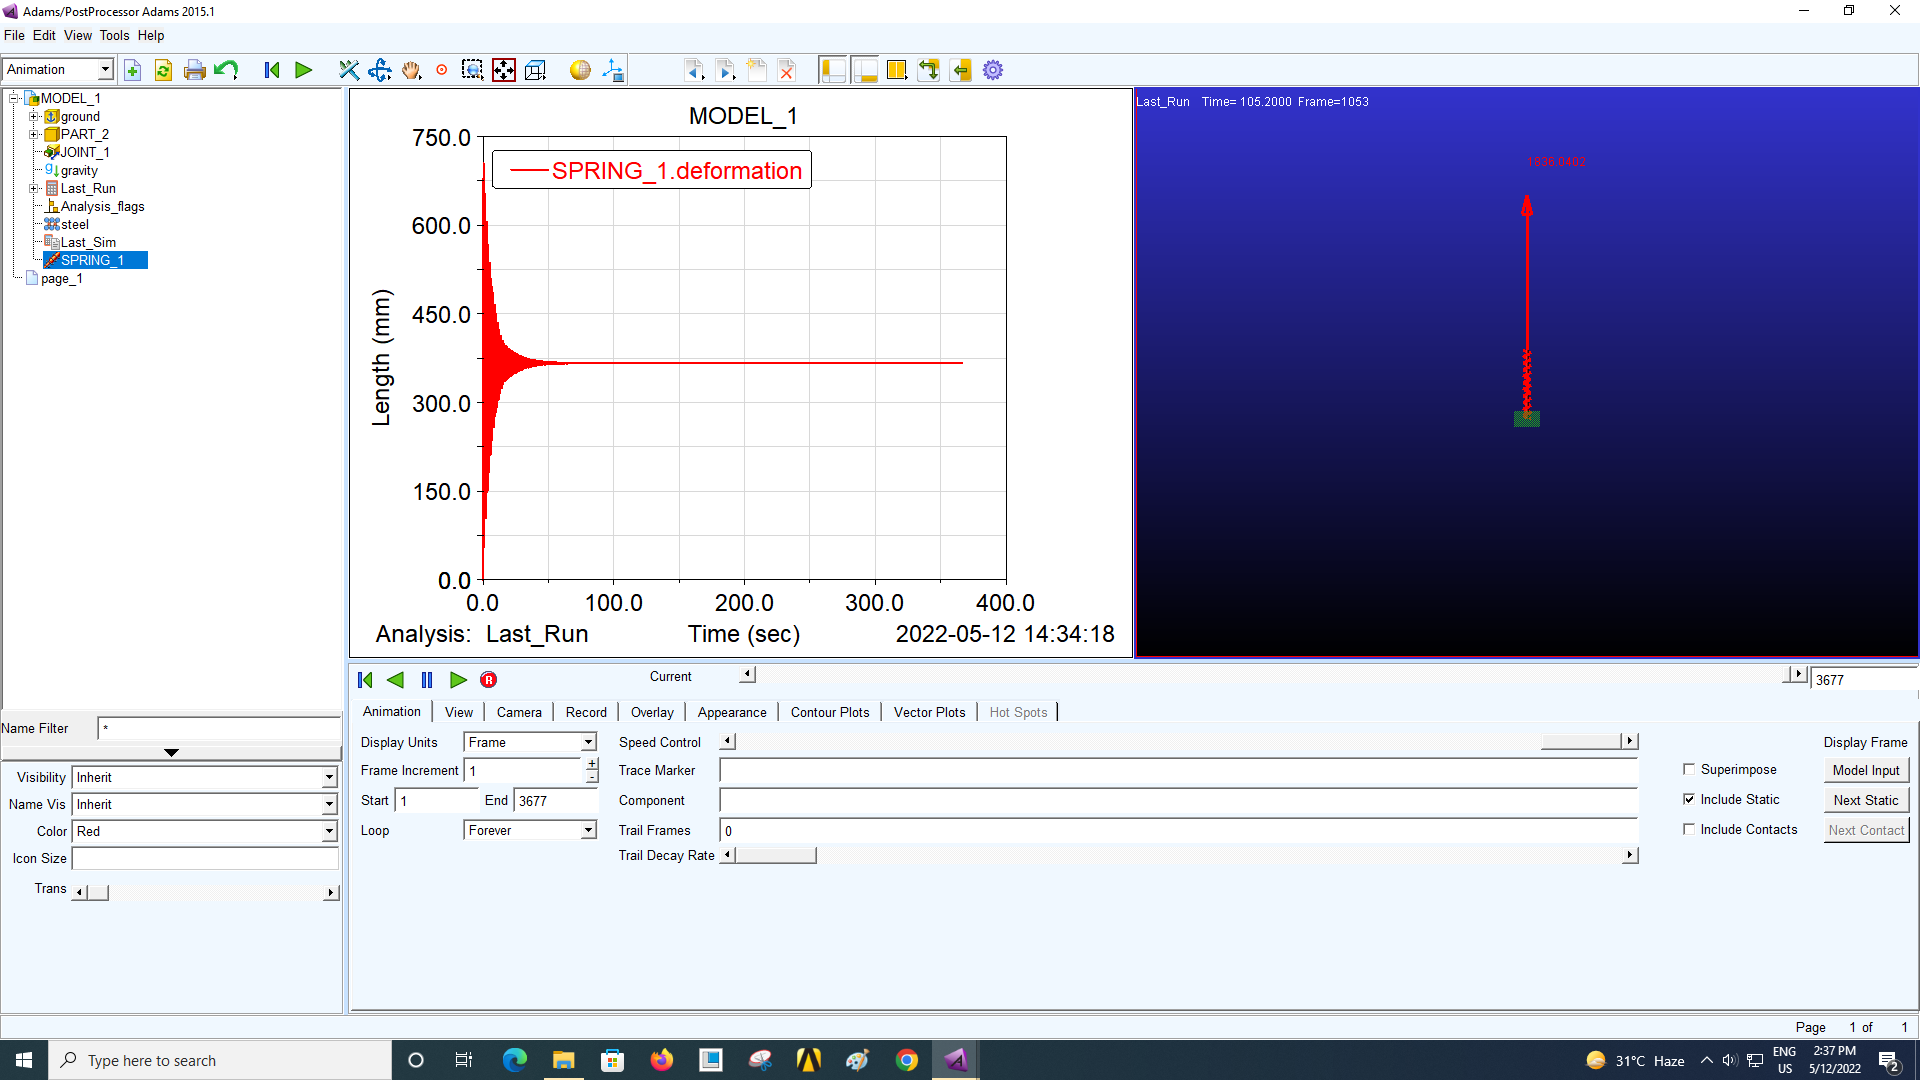 Adams/PostProcessor Adams 2015.1
File Edit View Tools Help
Animation
MODEL_1
ground
PART_2
JOINT_1
gravity
Last_Run
Analysis_flags
steel
Last_Sim
SPRING_1
page_1
Name Filter *
Visibility Inherit
Name Vis Inherit
Color Red
Icon Size
Trans
MODEL_1
SPRING_1.deformation
Length (mm)
750.0
600.0
450.0
300.0
150.0
0.0
0.0 100.0 200.0 300.0 400.0
Analysis: Last_Run Time (sec) 2022-05-12 14:34:18
Last_Run Time= 105.2000 Frame=1053
1838.0402
R Current 3677
Animation View Camera Record Overlay Appearance Contour Plots Vector Plots Hot Spots
Display Units Frame Speed Control Display Frame
Frame Increment 1 + - Trace Marker Superimpose Model Input
Start 1 End 3677 Component Include Static Next Static
Loop Forever Trail Frames 0 Include Contacts Next Contact
Trail Decay Rate
Page 1 of 1
Type here to search
31°C Haze
ENG
US
2:37 PM
5/12/2022
2